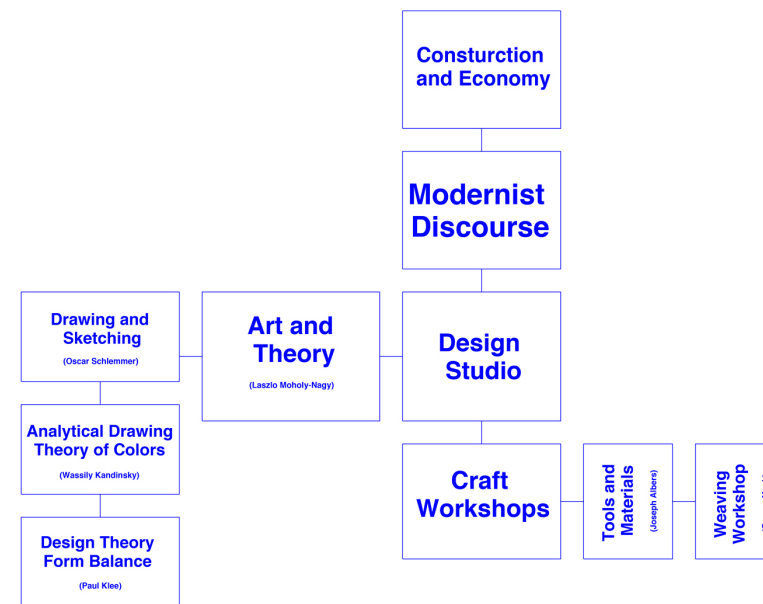 Consturction
and Economy
Modernist
Discourse
Drawing and
Sketching
(Oscar Schlemmer)
Art and
Theory
(Laszlo Moholy-Nagy)
Design
Studio
Analytical Drawing
Theory of Colors
(Wassily Kandinsky)
Craft
Workshops
Tools and
Materials
(Joseph Albers)
Weaving
Workshop
Design Theory
Form Balance
(Paul Klee)